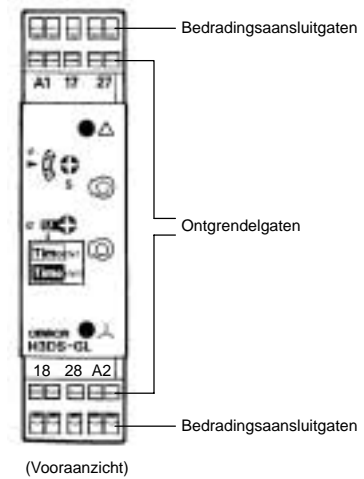 Bedradingsaansluitgaten
A1 17 27
Ontgrendelgaten
OMRON
H3DS-GL
18 28 A2
Bedradingsaansluitgaten
(Vooraanzicht)